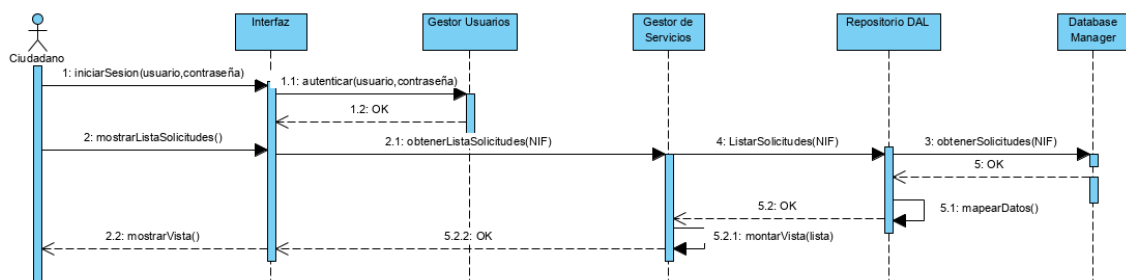 Interfaz
Gestor Usuarios
Gestor de
Servicios
Repositorio DAL
Database
Manager
Ciudadano
1: iniciarSesion(usuario,contraseña)
1.1: autenticar(usuario,contraseña)
1.2: OK
2: mostrarListaSolicitudes()
2.1: obtenerListaSolicitudes(NIF)
4: ListarSolicitudes(NIF)
3: obtenerSolicitudes(NIF)
5: OK
5.1: mapearDatos()
5.2: OK
5.2.1: montarVista(lista)
5.2.2: OK
2.2: mostrarVista()